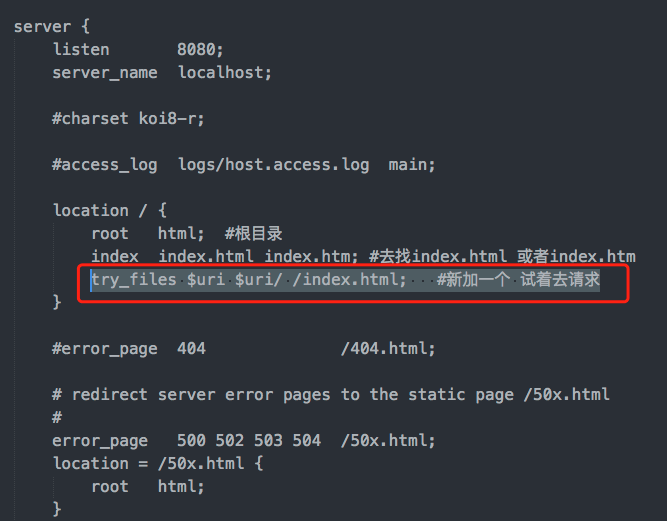 server {
listen 8080;
server_name localhost;
#charset koi8-r;
#access_log logs/host.access.log main;
location / {
root html; #根目录
index index.html index.htm; #去找index.html 或者index.htm
try_files $uri $uri/ /index.html; #新加一个 试着去请求
}
#error_page 404 /404.html;
# redirect server error pages to the static page /50x.html
#
error_page 500 502 503 504 /50x.html;
location = /50x.html {
root html;
}